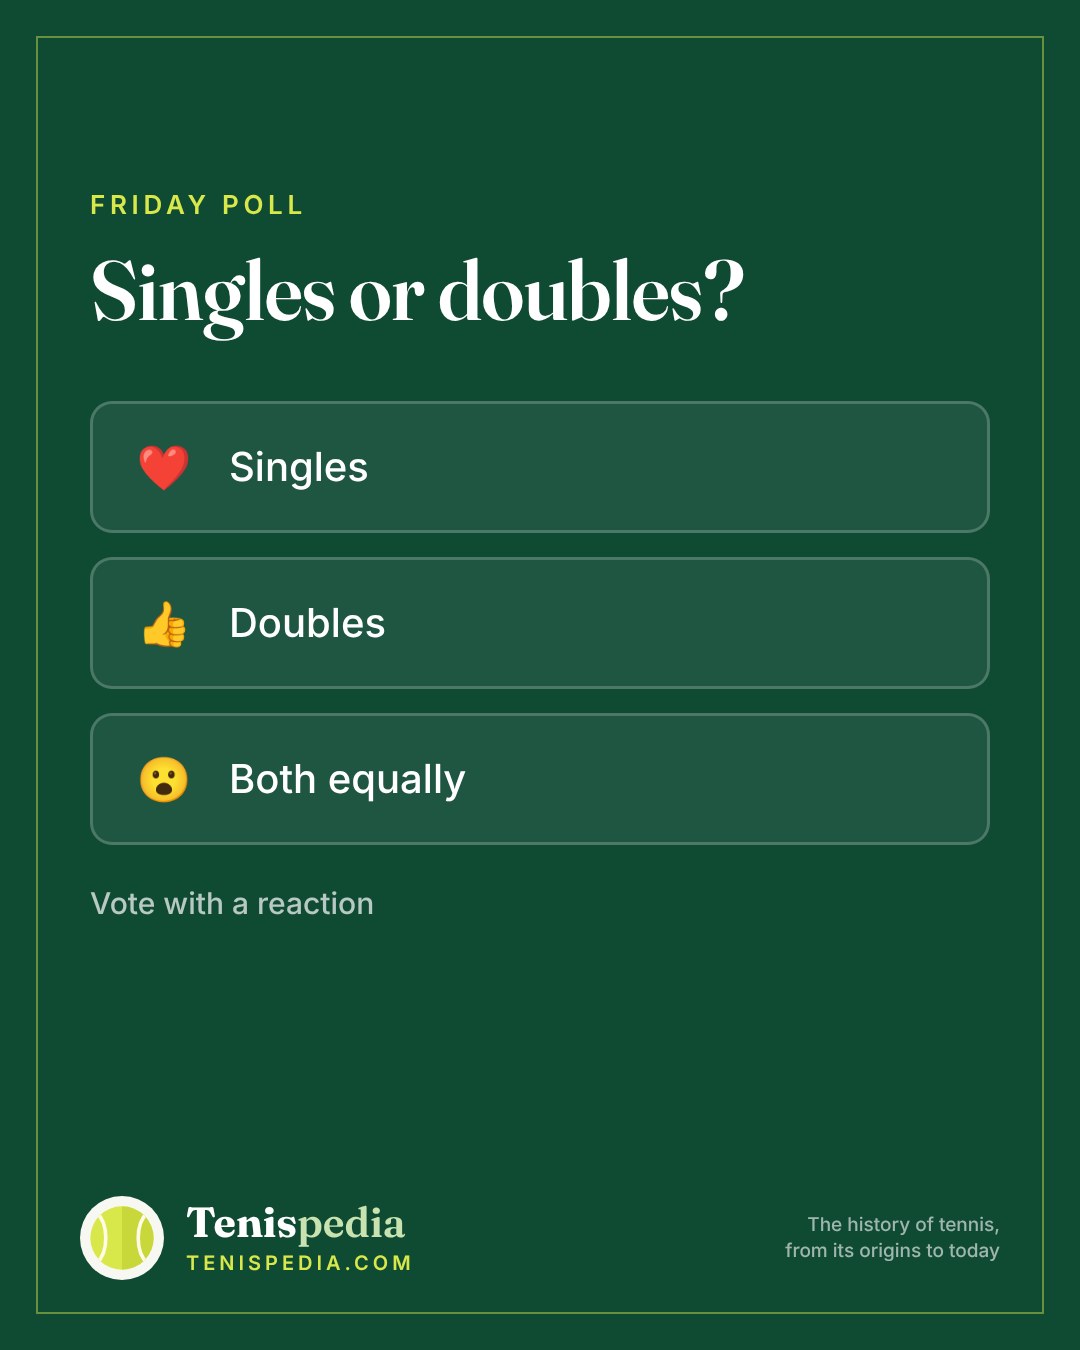 FRIDAY POLL
Singles or doubles?
❤️ Singles
👍 Doubles
😮 Both equally
Vote with a reaction
Tenispedia
TENISPEDIA.COM
The history of tennis,
from its origins to today